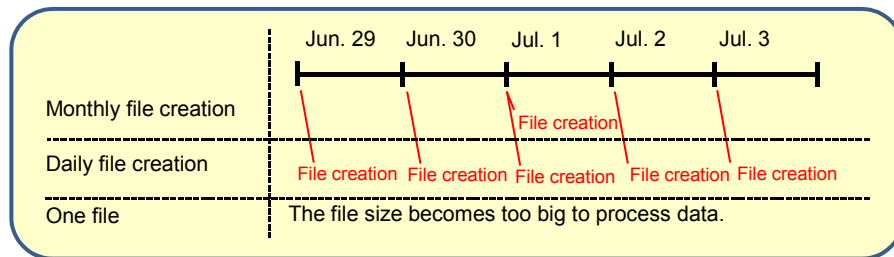 Jun. 29 Jun. 30 Jul. 1 Jul. 2 Jul. 3
Monthly file creation
File creation
Daily file creation
File creation File creation File creation File creation File creation
One file
The file size becomes too big to process data.